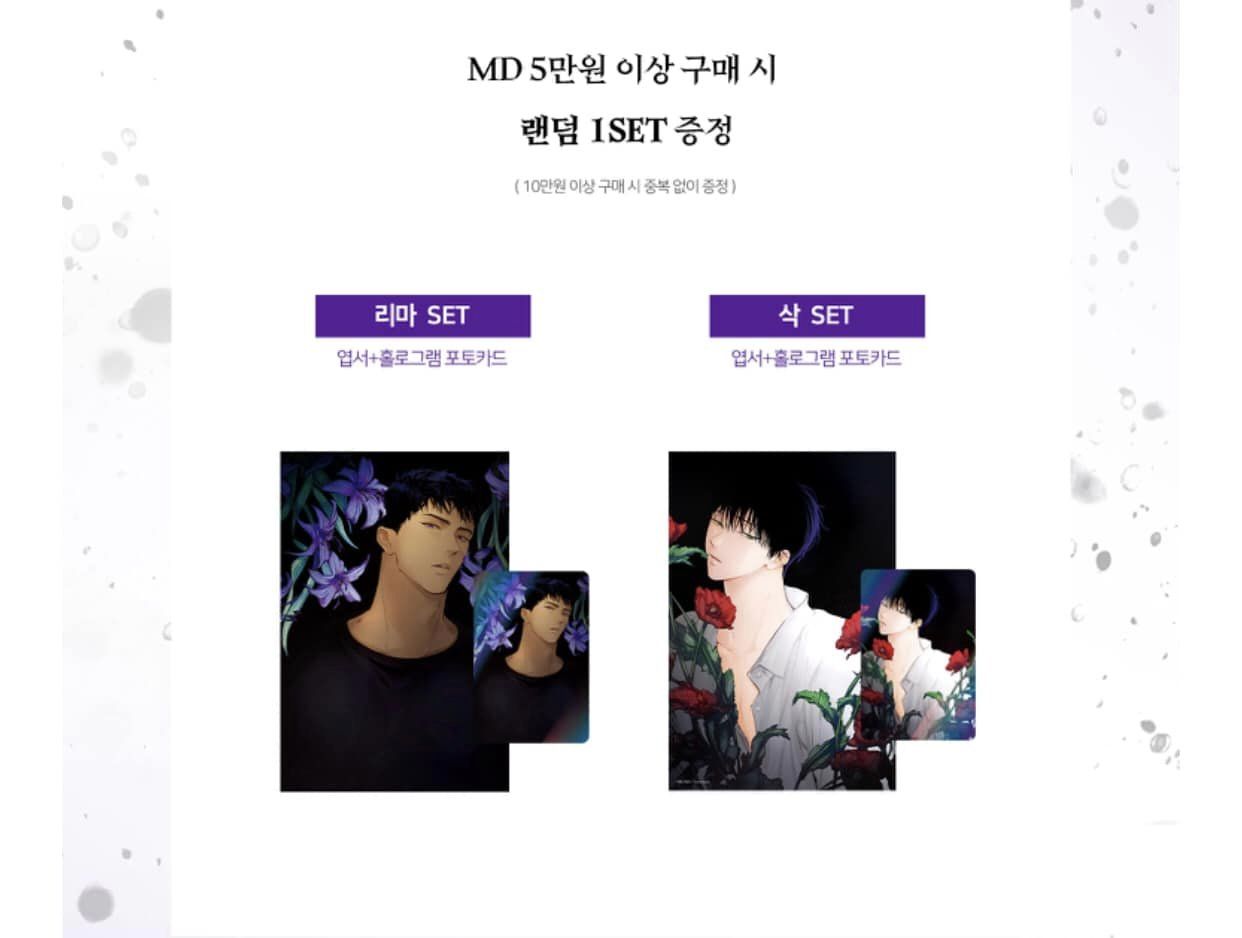 MD 5만원 이상 구매 시
랜덤 1SET 증정
( 10만원 이상 구매 시 중복 없이 증정 )
리마 SET
삭 SET
엽서+홀로그램 포토카드
엽서+홀로그램 포토카드